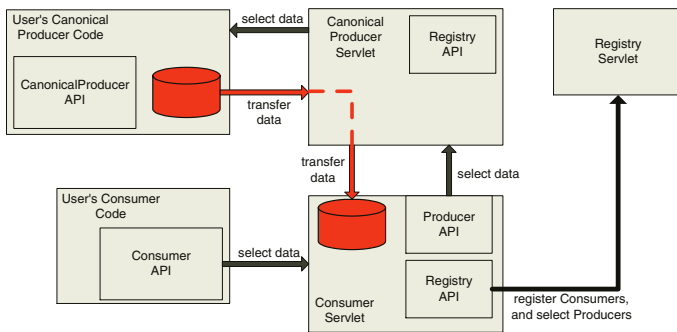 User's Canonical
Producer Code
CanonicalProducer
API
select data
transfer
data
Canonical
Producer
Servlet
Registry
API
Registry
Servlet
transfer
data
select data
User's Consumer
Code
Consumer
API
select data
Producer
API
Registry
API
Consumer
Servlet
register Consumers,
and select Producers